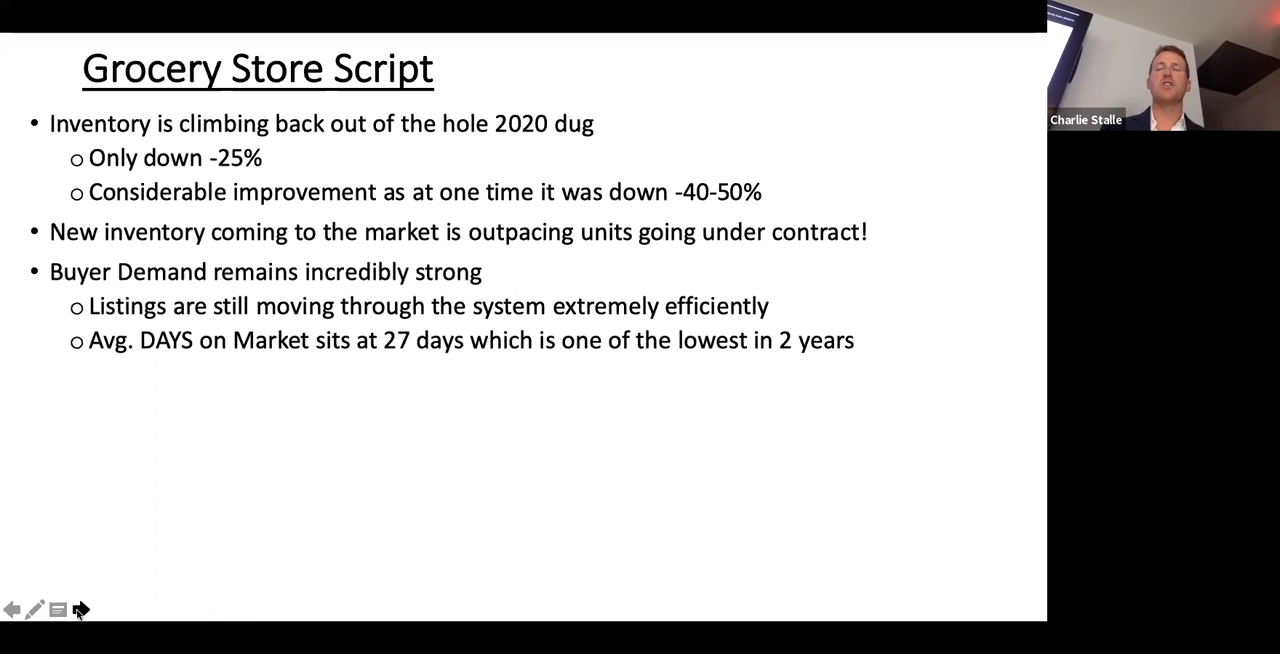 Grocery Store Script
• Inventory is climbing back out of the hole 2020 dug
o Only down -25%
o Considerable improvement as at one time it was down -40-50%
• New inventory coming to the market is outpacing units going under contract!
• Buyer Demand remains incredibly strong
o Listings are still moving through the system extremely efficiently
o Avg. DAYS on Market sits at 27 days which is one of the lowest in 2 years
Charlie Stalle